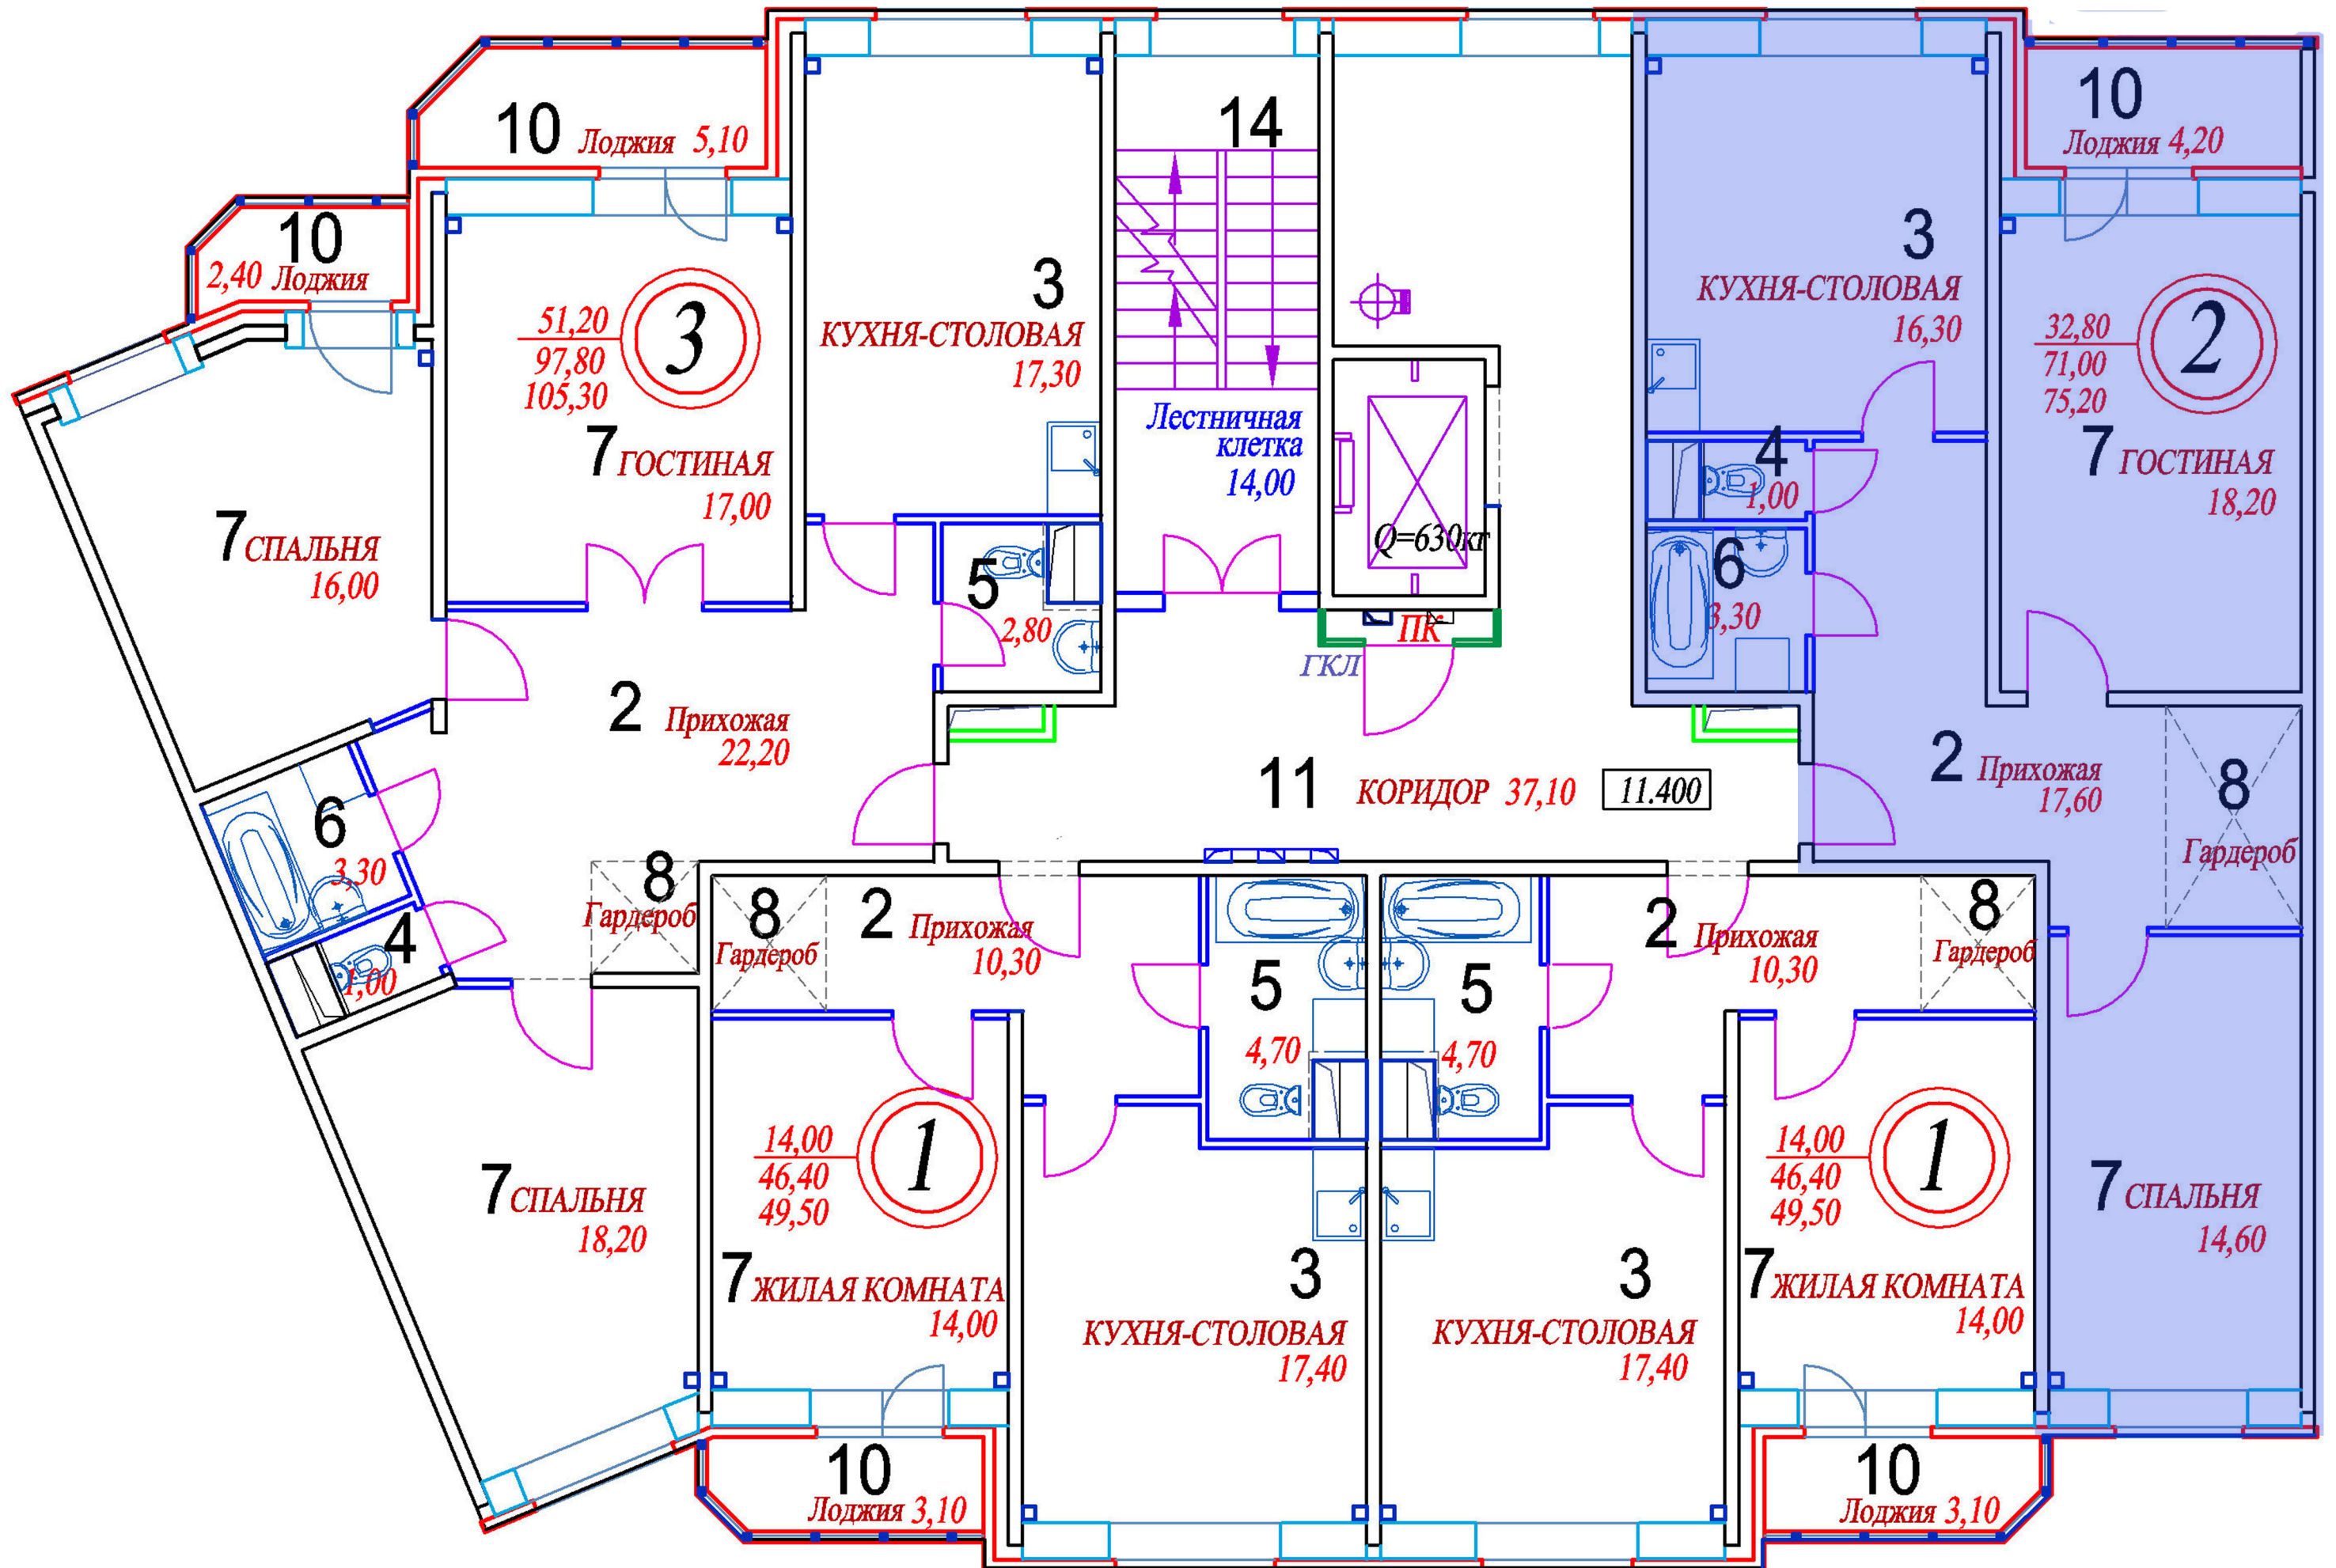 10 Лоджия 5,10
10
2,40 Лоджия
51,20
97,80
105,30
3
7 ГОСТИНАЯ
17,00
3
КУХНЯ-СТОЛОВАЯ
17,30
14
Лестничная
клетка
14,00
Q=630кг
ПК
ГКЛ
3
КУХНЯ-СТОЛОВАЯ
16,30
10
Лоджия 4,20
32,80
71,00
75,20
2
7 ГОСТИНАЯ
18,20
4
1,00
6
3,30
7 СПАЛЬНЯ
16,00
5
2,80
2 Прихожая
22,20
11 КОРИДОР 37,10 11.400
2 Прихожая
17,60
8
Гардероб
6
3,30
4
1,00
8
Гардероб
8
Гардероб
2 Прихожая
10,30
5
4,70
5
4,70
2 Прихожая
10,30
8
Гардероб
7 СПАЛЬНЯ
18,20
14,00
46,40
49,50
1
7 ЖИЛАЯ КОМНАТА
14,00
3
КУХНЯ-СТОЛОВАЯ
17,40
3
КУХНЯ-СТОЛОВАЯ
17,40
14,00
46,40
49,50
1
7 ЖИЛАЯ КОМНАТА
14,00
7 СПАЛЬНЯ
14,60
10
Лоджия 3,10
10
Лоджия 3,10